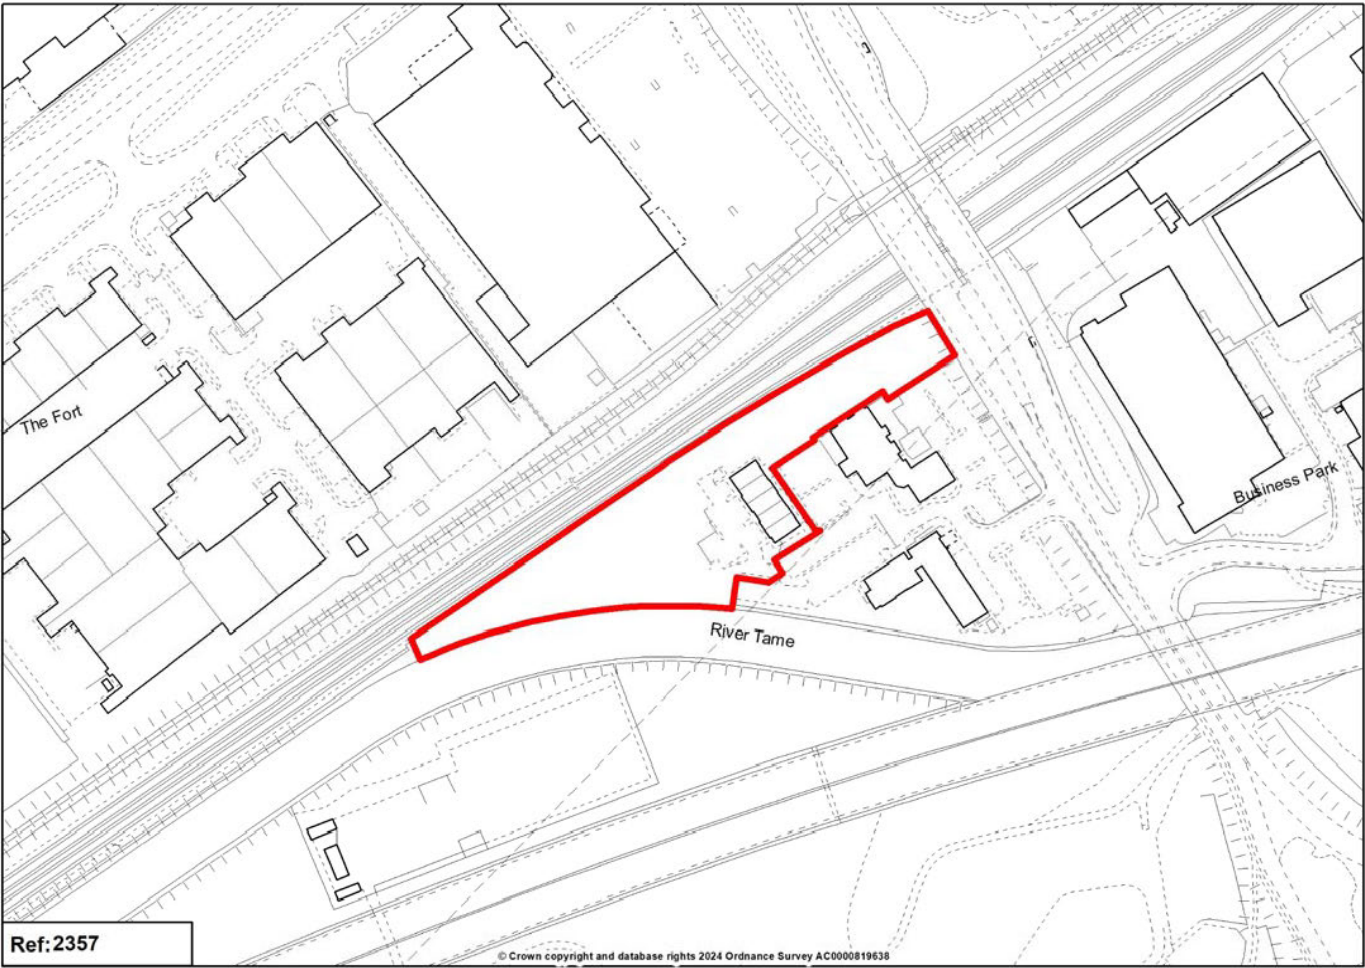 The Fort
Business Park
River Tame
Ref:2357
© Crown copyright and database rights 2024 Ordnance Survey AC0000819638